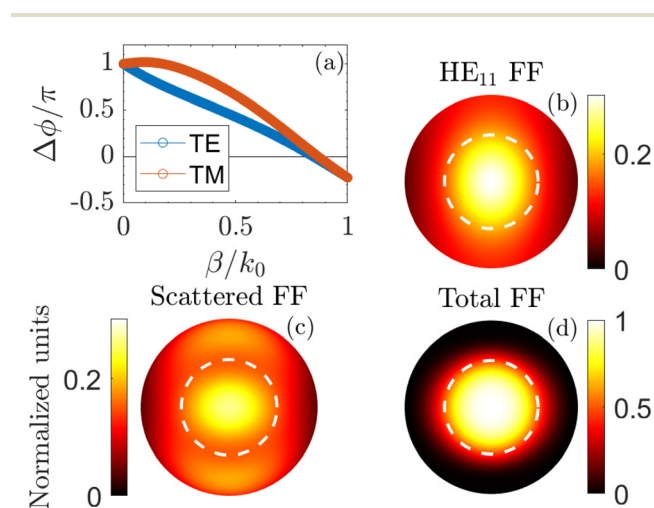 1
0.5
0
-0.5
Δϕ/π
(a)
TE
TM
0
0.5
1
β/k₀
HE₁₁ FF
(b)
0.2
0
Scattered FF
(c)
Normalized units
0.2
0
Total FF
(d)
1
0.5
0